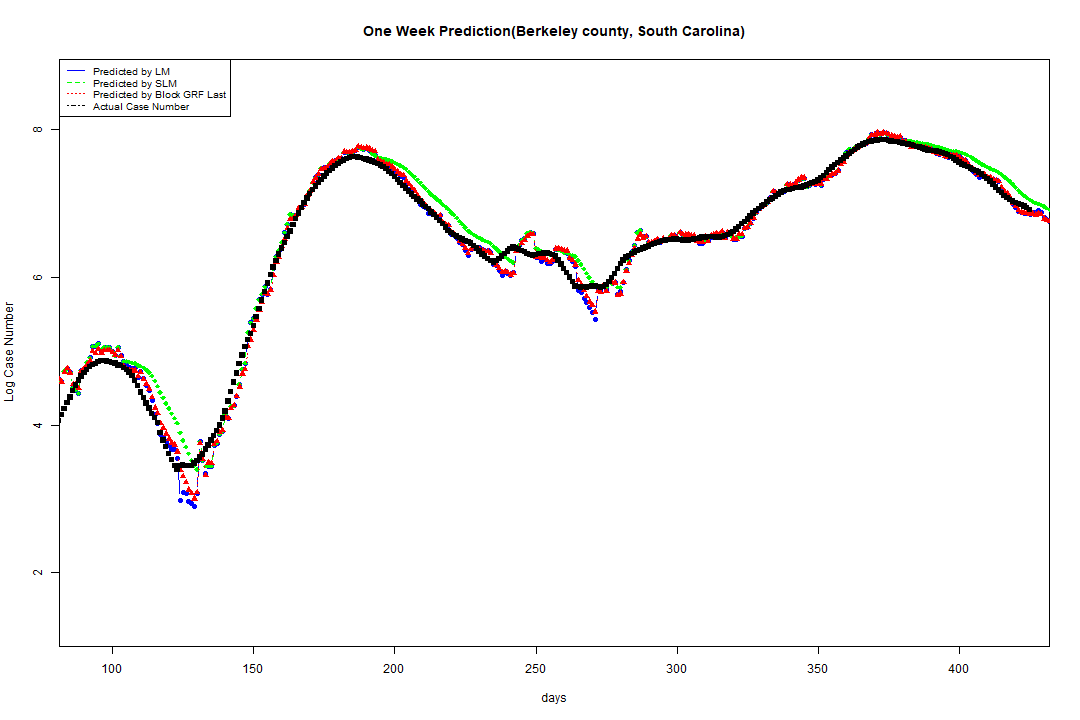 One Week Prediction(Berkeley county, South Carolina)
Predicted by LM
Predicted by SLM
Predicted by Block GRF Last
Actual Case Number
8
6
4
2
Log Case Number
100 150 200 250 300 350 400
days